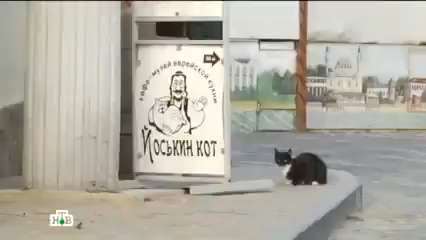 кафе-музей еврейской кухни
Йоськин кот
НТВ